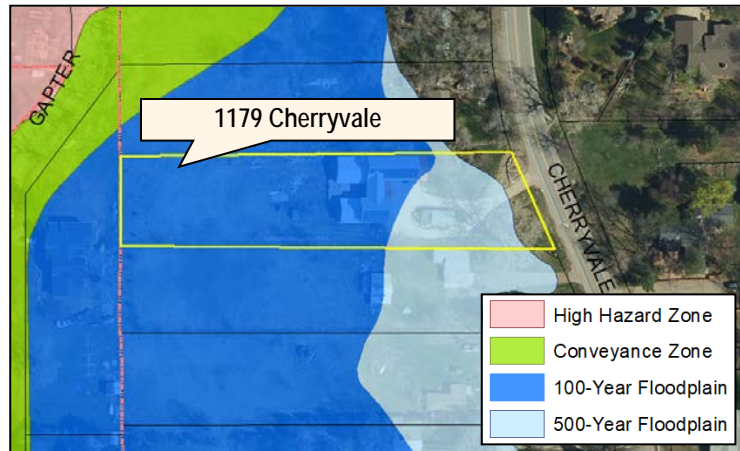 GAPTER
1179 Cherryvale
CHERRYVALE
High Hazard Zone
Conveyance Zone
100-Year Floodplain
500-Year Floodplain